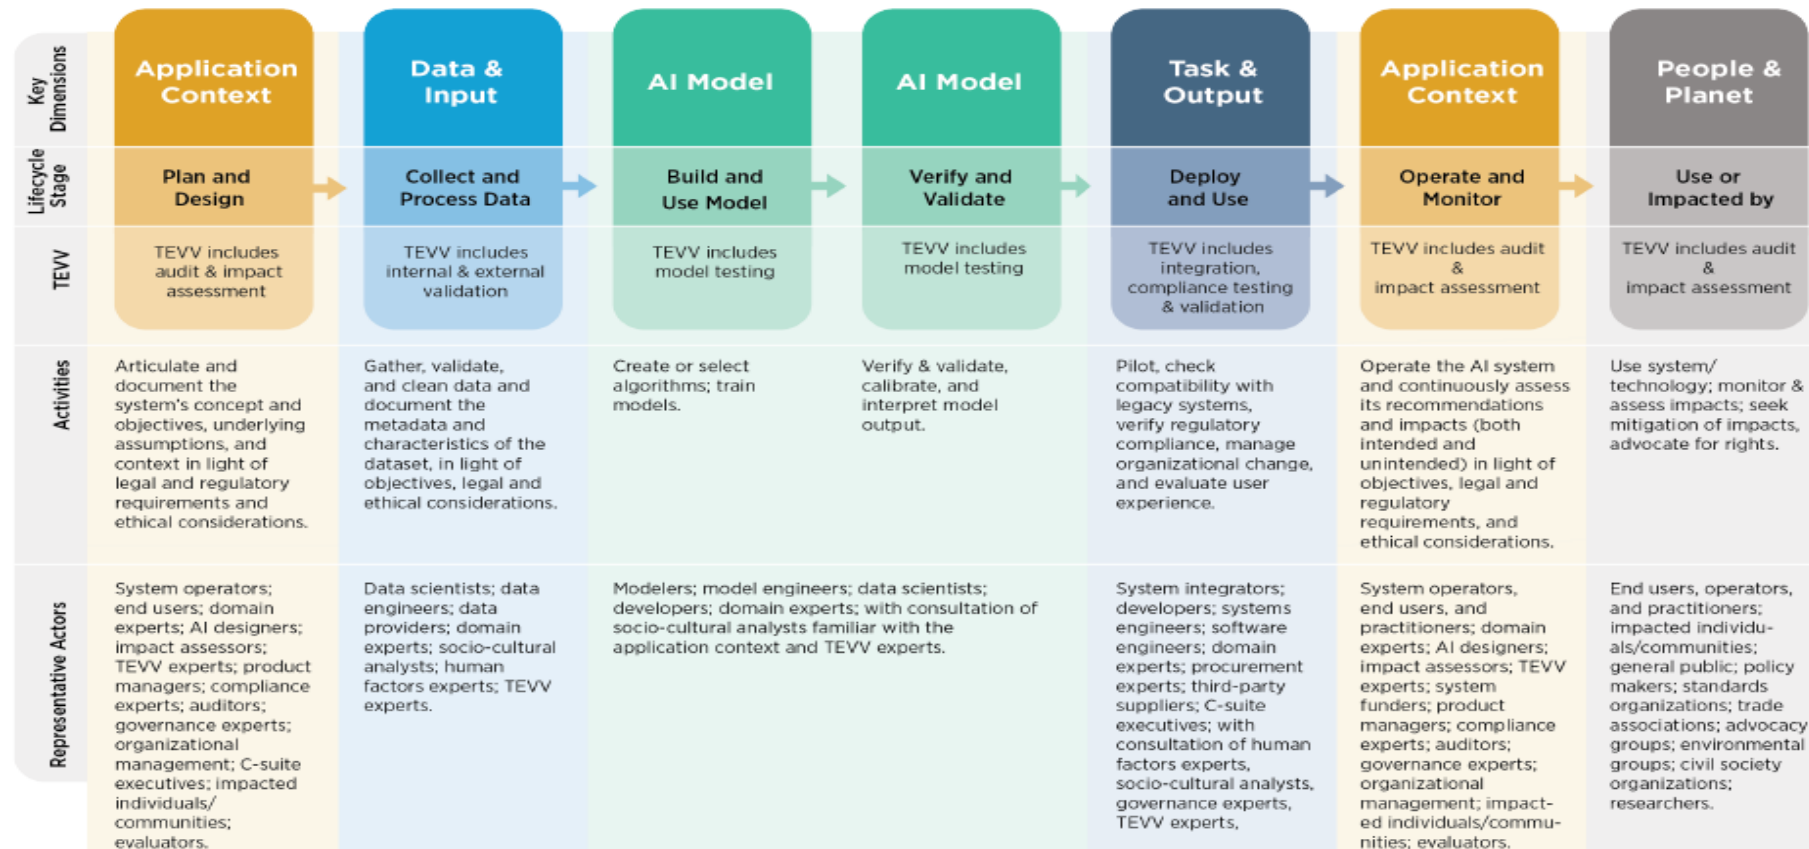 Key
Dimensions
Application
Context
Data &
Input
AI Model
AI Model
Task &
Output
Application
Context
People &
Planet
Lifecycle
Stage
Plan and
Design
Collect and
Process Data
Build and
Use Model
Verify and
Validate
Deploy
and Use
Operate and
Monitor
Use or
Impacted by
TEVV
TEVV includes
audit & impact
assessment
TEVV includes
internal & external
validation
TEVV includes
model testing
TEVV includes
model testing
TEVV includes
integration,
compliance testing
& validation
TEVV includes audit
&
impact assessment
TEVV includes audit
&
impact assessment
Activities
Articulate and
document the
system's concept and
objectives, underlying
assumptions, and
context in light of
legal and regulatory
requirements and
ethical considerations.
Gather, validate,
and clean data and
document the
metadata and
characteristics of the
dataset, in light of
objectives, legal and
ethical considerations.
Create or select
algorithms; train
models.
Verify & validate,
calibrate, and
interpret model
output.
Pilot, check
compatibility with
legacy systems,
verify regulatory
compliance, manage
organizational change,
and evaluate user
experience.
Operate the AI system
and continuously assess
its recommendations
and impacts (both
intended and
unintended) in light of
objectives, legal and
regulatory
requirements, and
ethical considerations.
Use system/
technology; monitor &
assess impacts; seek
mitigation of impacts,
advocate for rights.
Representative Actors
System operators;
end users; domain
experts; AI designers;
impact assessors;
TEVV experts; product
managers; compliance
experts; auditors;
governance experts;
organizational
management; C-suite
executives; impacted
individuals/
communities;
evaluators.
Data scientists; data
engineers; data
providers; domain
experts; socio-cultural
analysts; human
factors experts; TEVV
experts.
Modelers; model engineers; data scientists;
developers; domain experts; with consultation of
socio-cultural analysts familiar with the
application context and TEVV experts.
System integrators;
developers; systems
engineers; software
engineers; domain
experts; procurement
experts; third-party
suppliers; C-suite
executives; with
consultation of human
factors experts,
socio-cultural analysts,
governance experts,
TEVV experts,
System operators,
end users, and
practitioners; domain
experts; AI designers;
impact assessors; TEVV
experts; system
funders; product
managers; compliance
experts; auditors;
governance experts;
organizational
management; impact-
ed individuals/commu-
nities; evaluators.
End users, operators,
and practitioners;
impacted individu-
als/communities;
general public; policy
makers; standards
organizations; trade
associations; advocacy
groups; environmental
groups; civil society
organizations;
researchers.